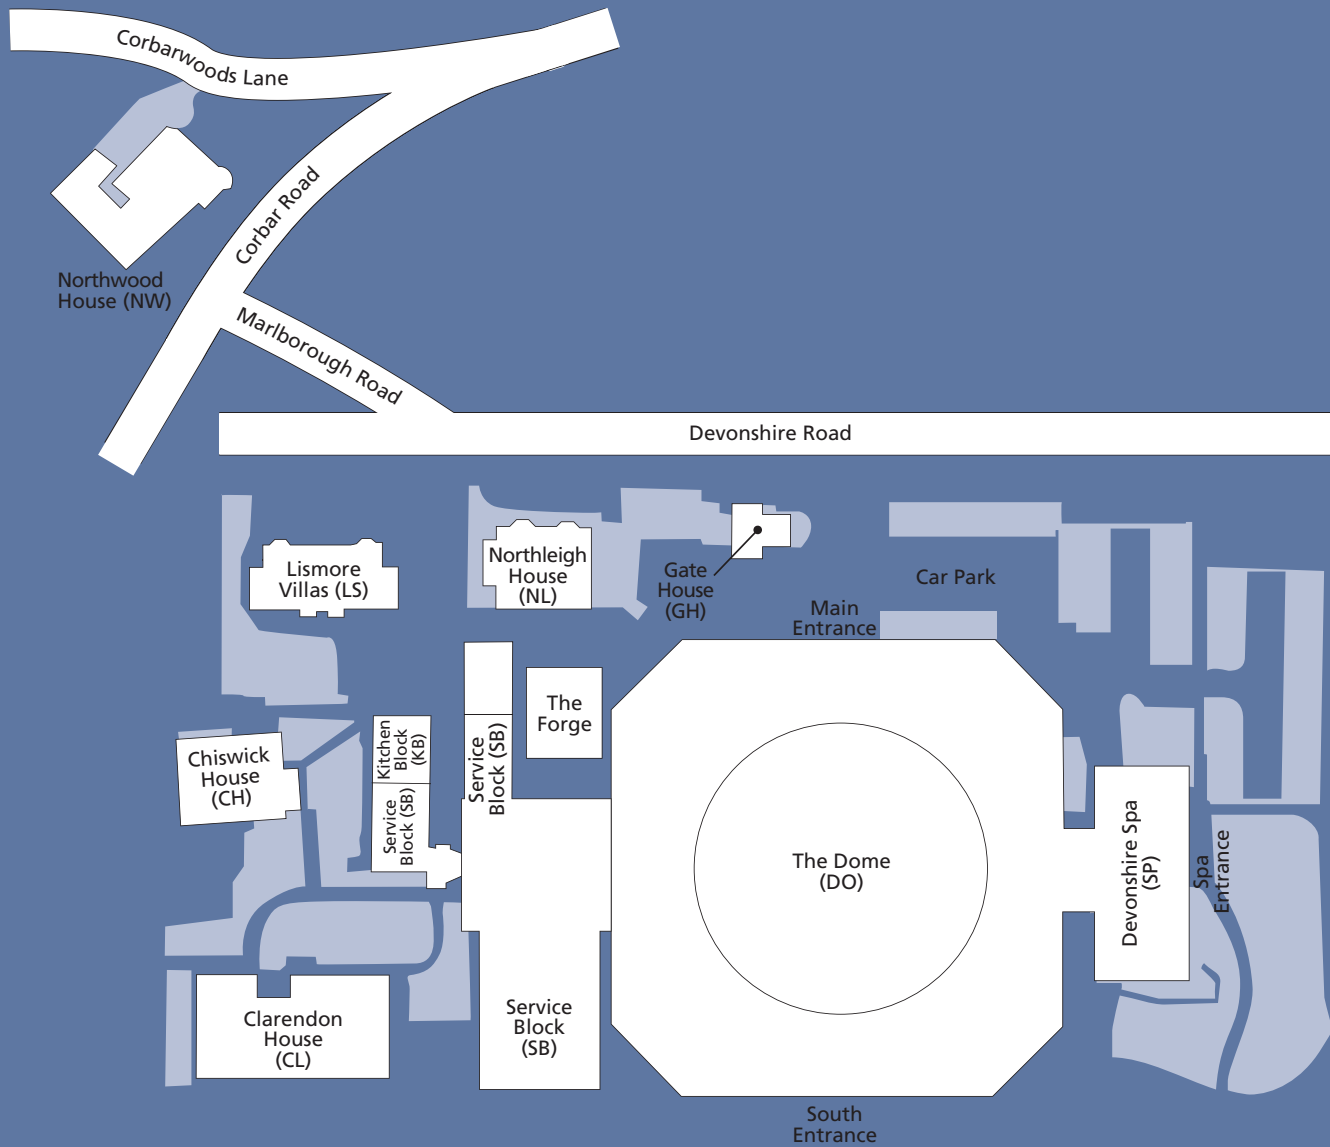 Corbarwoods Lane
Corbar Road
Northwood
House (NW)
Marlborough Road
Devonshire Road
Lismore
Villas (LS)
Northleigh
House
(NL)
Gate
House
(GH)
Car Park
Main
Entrance
The
Forge
Kitchen
Block
(KB)
Service
Block (SB)
Chiswick
House
(CH)
Service
Block (SB)
The Dome
(DO)
Devonshire Spa
(SP)
Spa
Entrance
Clarendon
House
(CL)
Service
Block
(SB)
South
Entrance